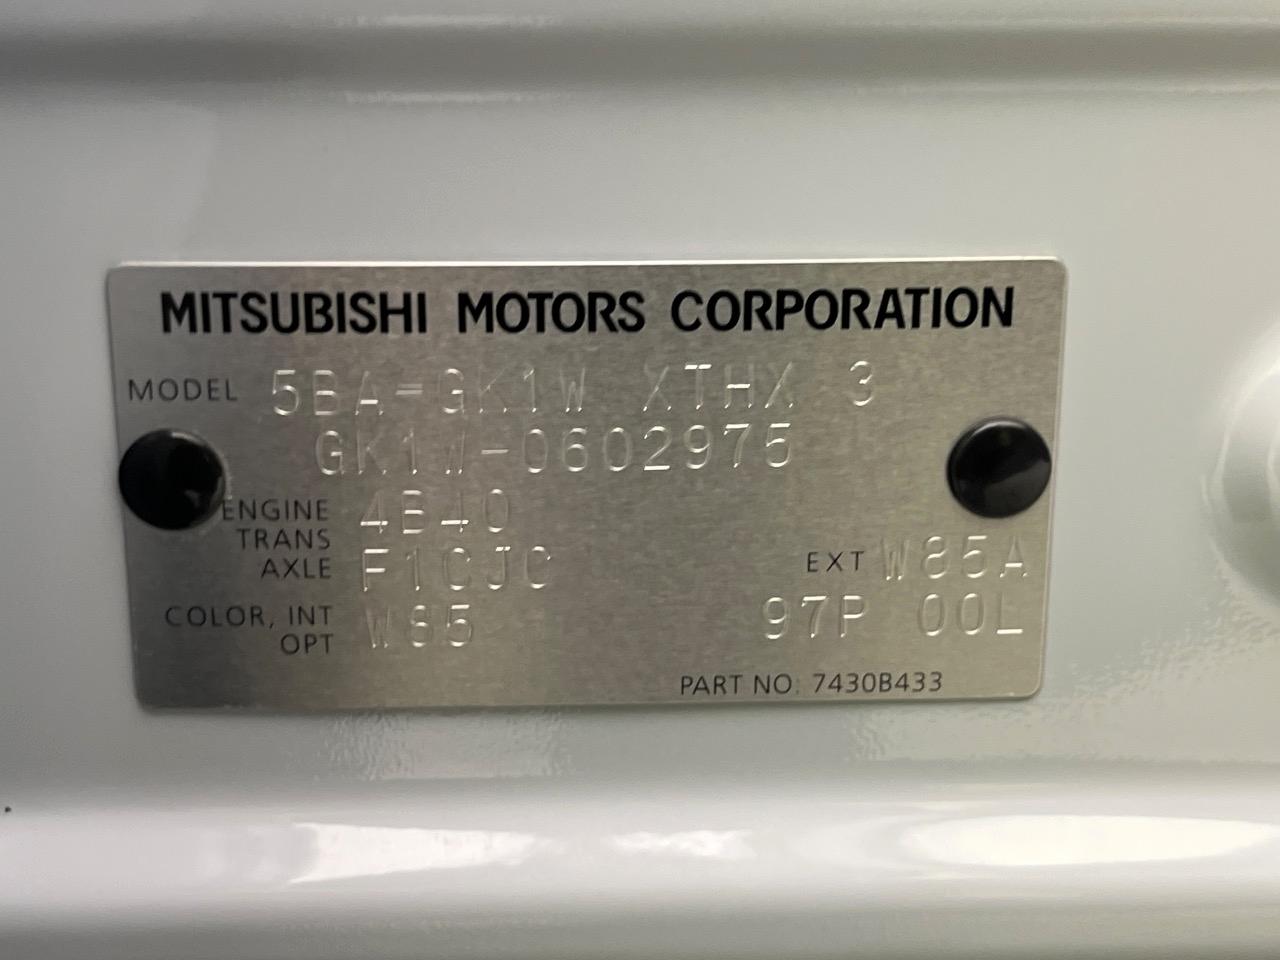 MITSUBISHI MOTORS CORPORATION
MODEL 5BA-GK1W XTHX 3
GK1W-0602975
ENGINE 4B40
TRANS
AXLE F1CJC EXT W85A
COLOR, INT
OPT W85 97P 00L
PART NO: 7430B433